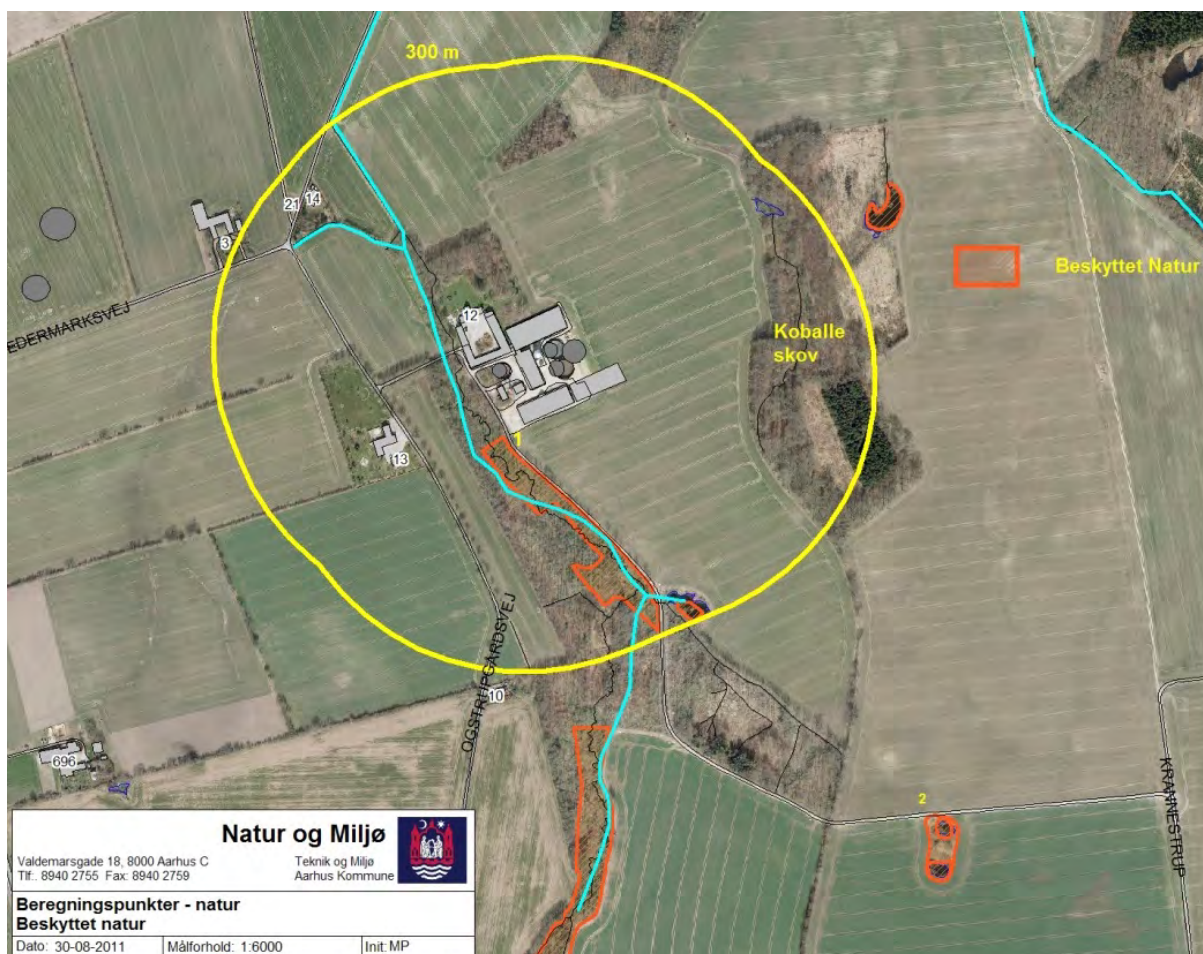 300 m
21
14
3
EDERMARKSVEJ
12
Beskyttet Natur
Koballe
skov
1
13
OGSTRUPGÅRDSVEJ
10
696
2
KRANNESTRUP
Natur og Miljø
Valdemarsgade 18, 8000 Aarhus C
Tlf:. 8940 2755 Fax: 8940 2759
Teknik og Miljø
Aarhus Kommune
Beregningspunkter - natur
Beskyttet natur
Dato: 30-08-2011
Målforhold: 1:6000
Init: MP